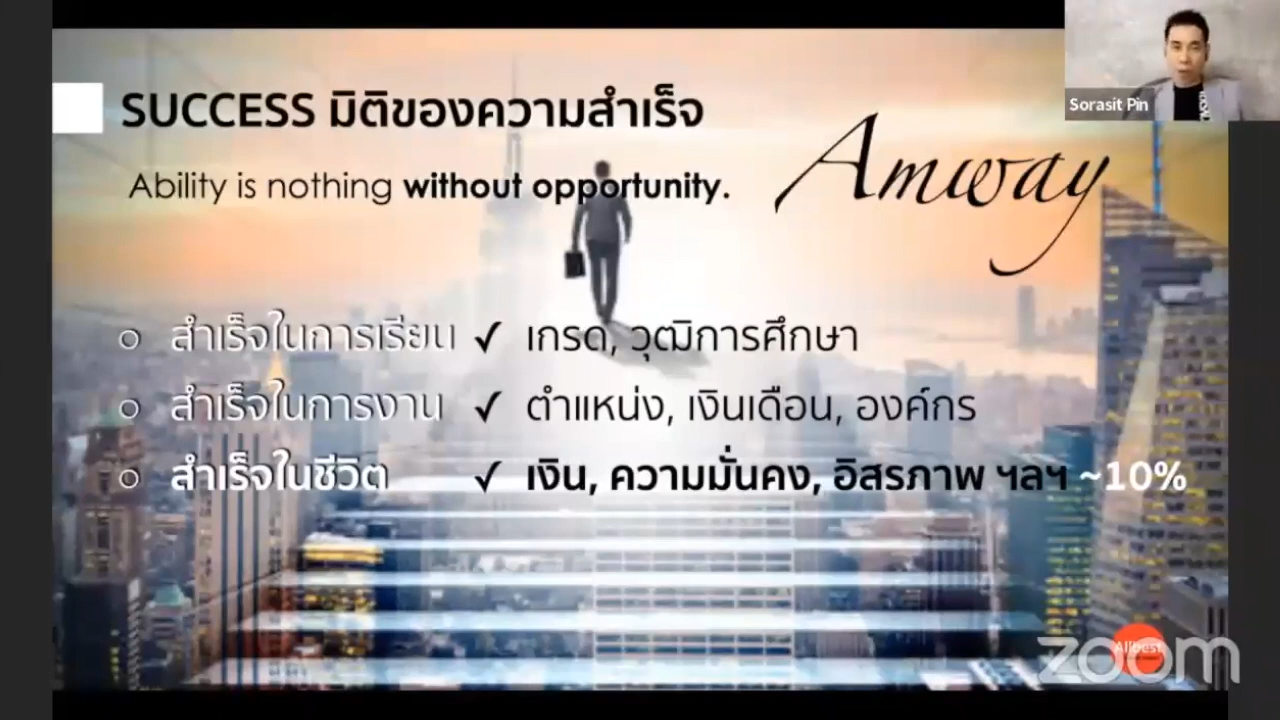 SUCCESS มิติของความสำเร็จ
Ability is nothing without opportunity.
Amway
Sorasit Pin
○ สำเร็จในการเรียน ✓ เกรด, วุฒิการศึกษา
○ สำเร็จในการงาน ✓ ตำแหน่ง, เงินเดือน, องค์กร
○ สำเร็จในชีวิต ✓ เงิน, ความมั่นคง, อิสรภาพ ฯลฯ ~10%
Allbest
zoom